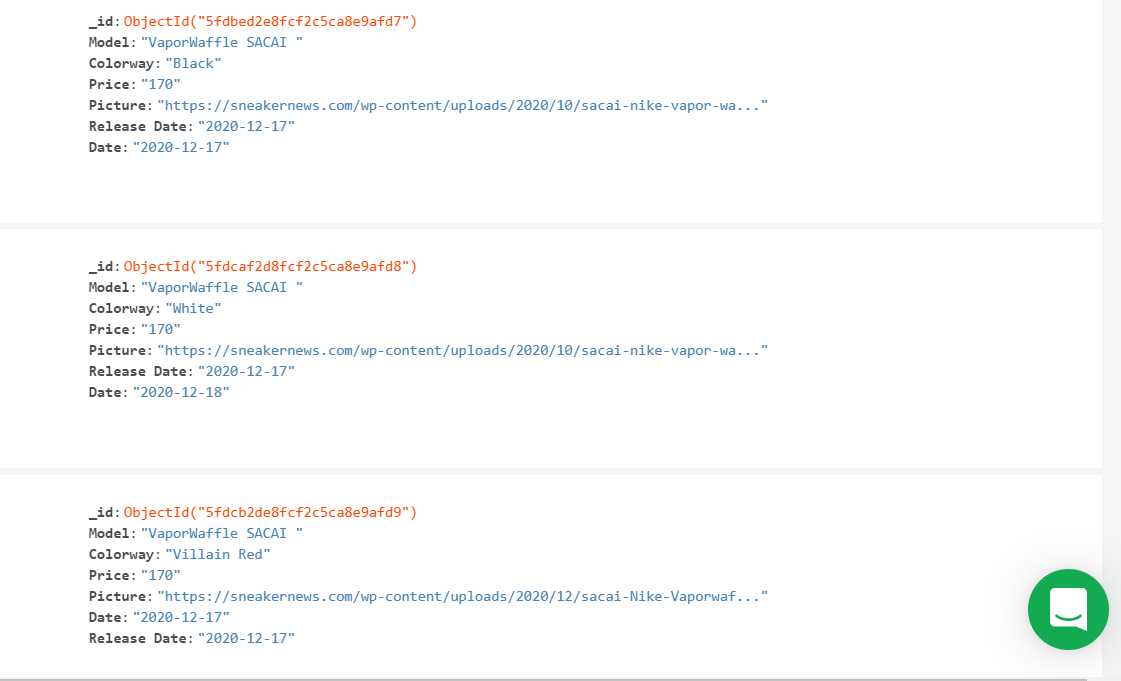 _id: ObjectId("5fdbed2e8fcf2c5ca8e9afd7")
Model: "VaporWaffle SACAI "
Colorway: "Black"
Price: "170"
Picture: "https://sneakernews.com/wp-content/uploads/2020/10/sacai-nike-vapor-wa..."
Release Date: "2020-12-17"
Date: "2020-12-17"
_id: ObjectId("5fdcaf2d8fcf2c5ca8e9afd8")
Model: "VaporWaffle SACAI "
Colorway: "White"
Price: "170"
Picture: "https://sneakernews.com/wp-content/uploads/2020/10/sacai-nike-vapor-wa..."
Release Date: "2020-12-17"
Date: "2020-12-18"
_id: ObjectId("5fdcb2de8fcf2c5ca8e9afd9")
Model: "VaporWaffle SACAI "
Colorway: "Villain Red"
Price: "170"
Picture: "https://sneakernews.com/wp-content/uploads/2020/12/sacai-Nike-Vaporwaf..."
Date: "2020-12-17"
Release Date: "2020-12-17"